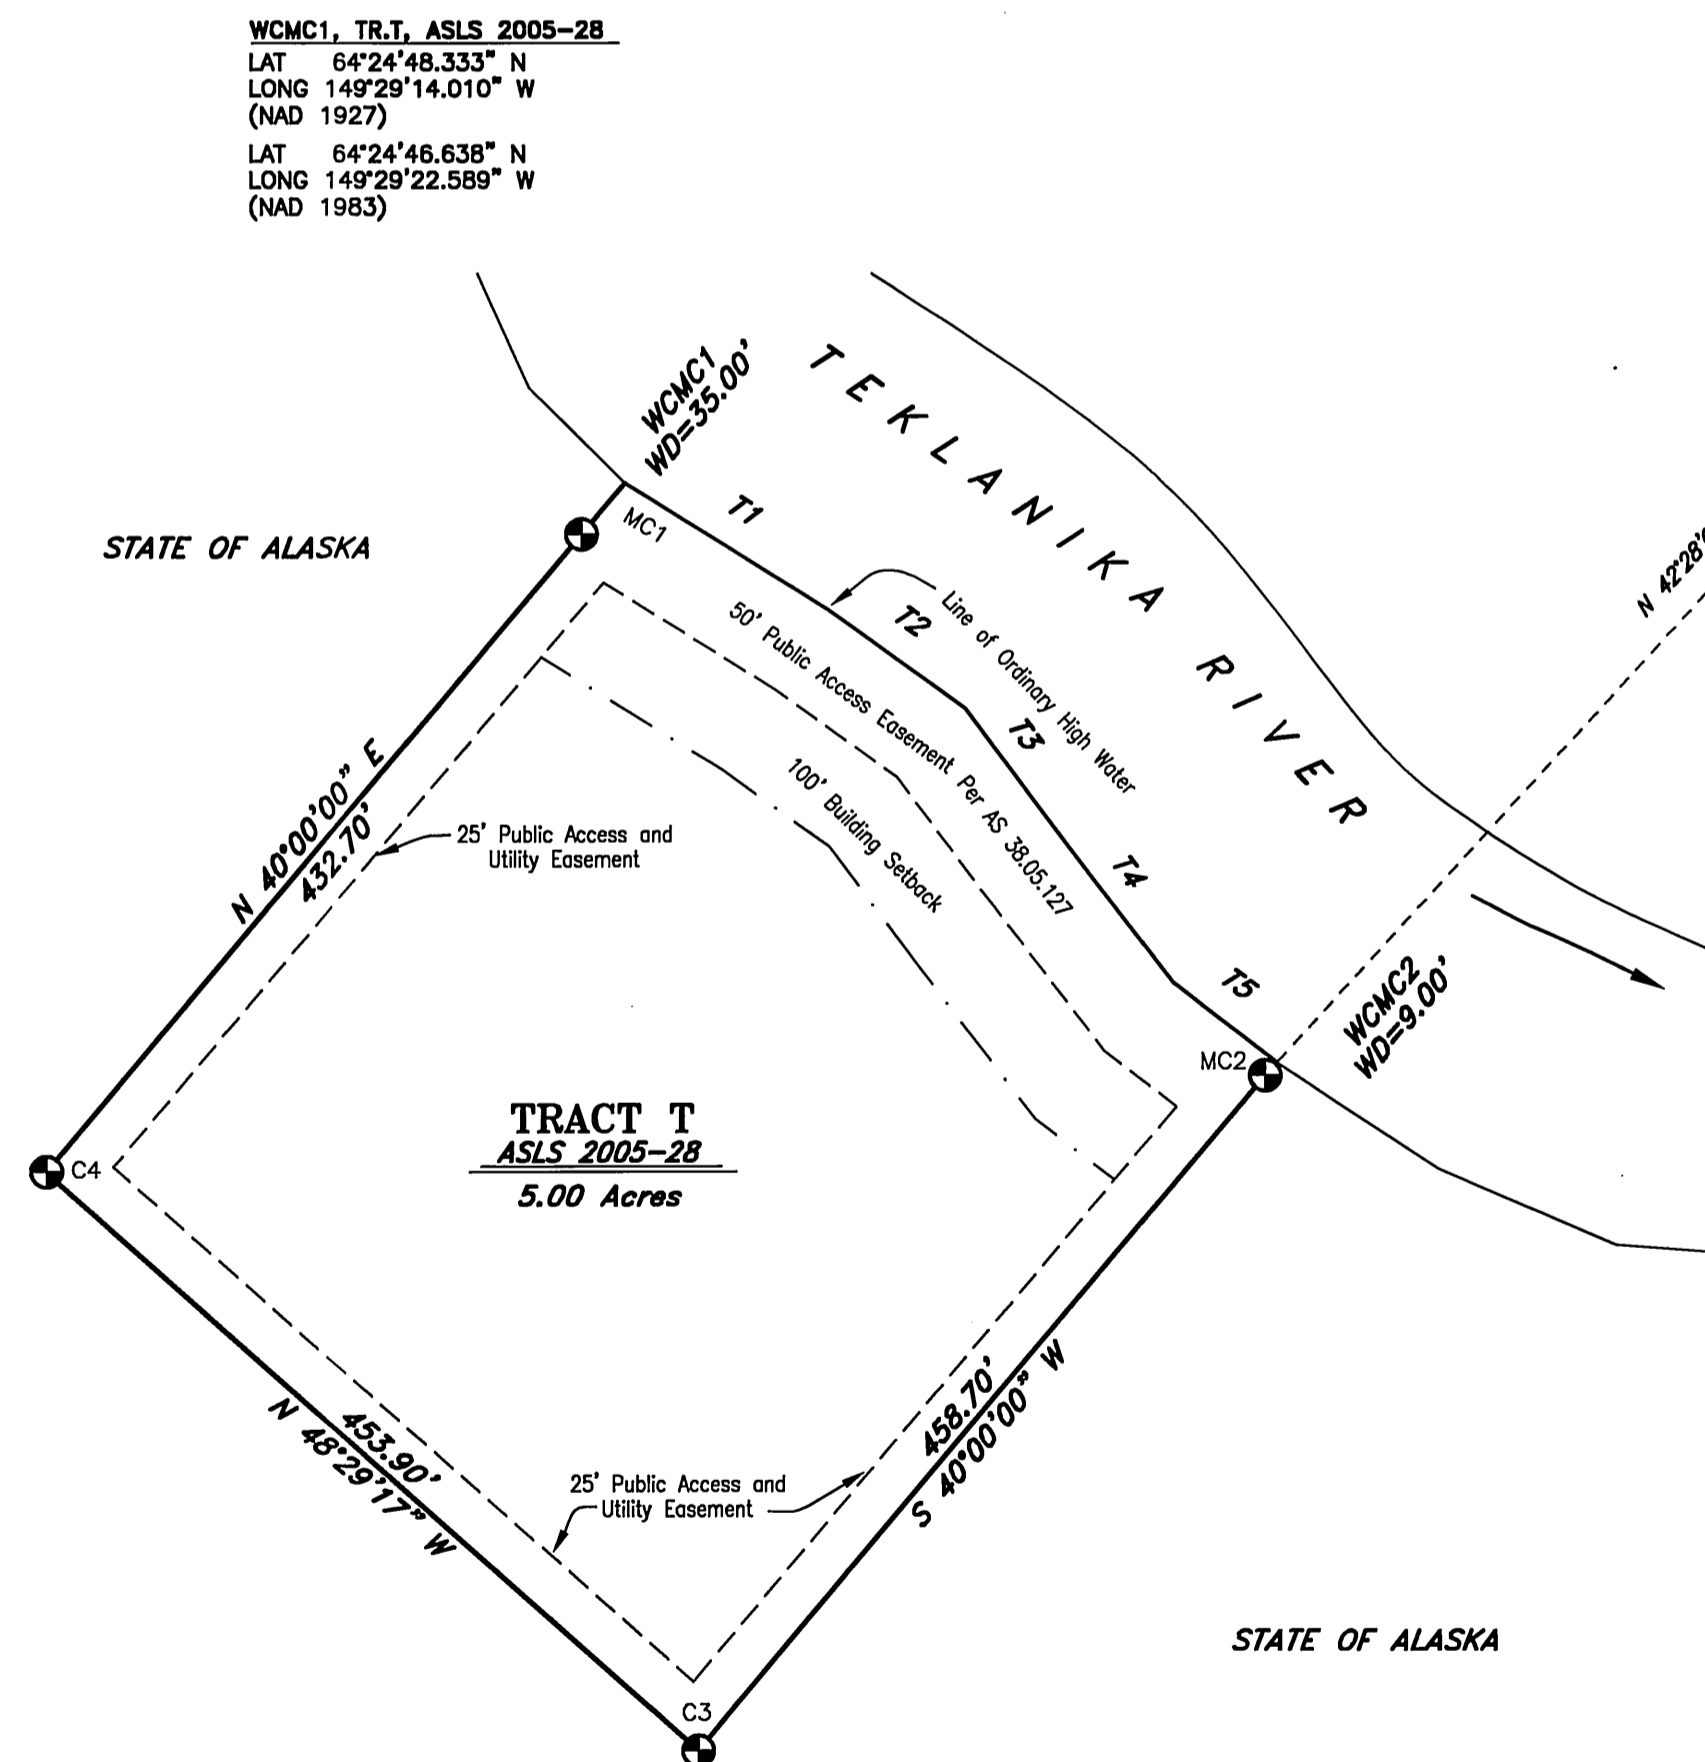 WCMC1, TR.T, ASLS 2005-28
LAT 64°24'48.333" N
LONG 149°29'14.010" W
(NAD 1927)
LAT 64°24'46.638" N
LONG 149°29'22.589" W
(NAD 1983)
WCMC1
WD=35.00'
TEKLANIKA RIVER
STATE OF ALASKA
MC1
T1
T2
T3
T4
T5
Line of Ordinary High Water
50' Public Access Easement Per AS 38.05.127
100' Building Setback
N 42°28'
N 40°00'00" E
432.70'
25' Public Access and
Utility Easement
WCMC2
WD=9.00'
MC2
TRACT T
ASLS 2005-28
5.00 Acres
C4
453.90'
N 48°29'17" W
458.70'
S 40°00'00" W
25' Public Access and
Utility Easement
STATE OF ALASKA
C3